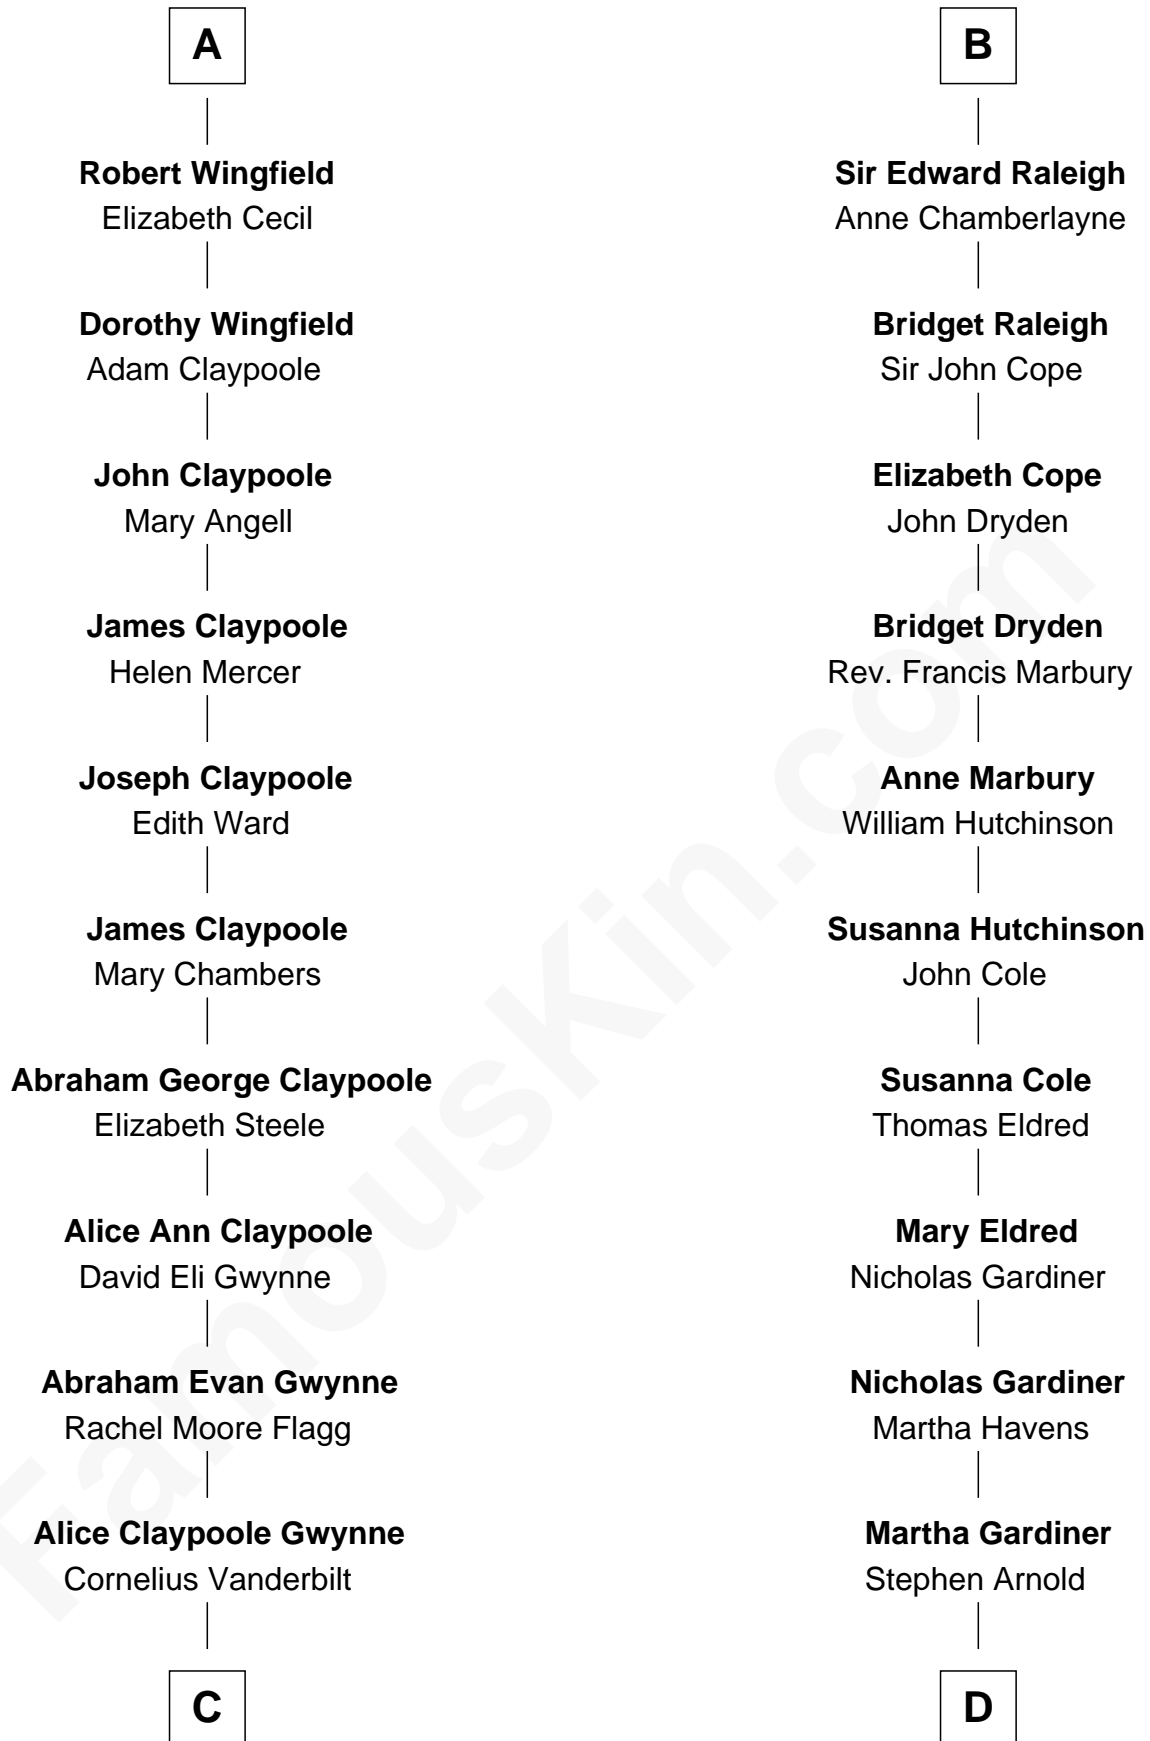 A
Robert Wingfield
Elizabeth Cecil
Dorothy Wingfield
Adam Claypoole
John Claypoole
Mary Angell
James Claypoole
Helen Mercer
Joseph Claypoole
Edith Ward
James Claypoole
Mary Chambers
Abraham George Claypoole
Elizabeth Steele
Alice Ann Claypoole
David Eli Gwynne
Abraham Evan Gwynne
Rachel Moore Flagg
Alice Claypoole Gwynne
Cornelius Vanderbilt
C
B
Sir Edward Raleigh
Anne Chamberlayne
Bridget Raleigh
Sir John Cope
Elizabeth Cope
John Dryden
Bridget Dryden
Rev. Francis Marbury
Anne Marbury
William Hutchinson
Susanna Hutchinson
John Cole
Susanna Cole
Thomas Eldred
Mary Eldred
Nicholas Gardiner
Nicholas Gardiner
Martha Havens
Martha Gardiner
Stephen Arnold
D
FamousKin.com